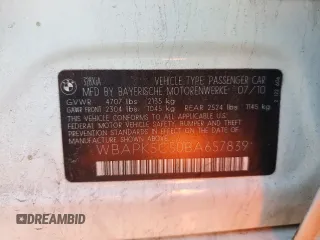 328XiA VEHICLE TYPE PASSENGER CAR
MFD BY BAYERISCHE MOTORENWERKE 07/10
GVWR 4707 lbs 2135 kg
GAWR FRONT 2304 lbs 1045 kg REAR 2524 lbs 1145 kg
THIS VEHICLE CONFORMS TO ALL APPLICABLE
FEDERAL MOTOR VEHICLE SAFETY, BUMPER,
AND THEFT PREVENTION STANDARDS IN EFFECT ON THE DATE OF
MANUFACTURE SHOWN ABOVE.
WBAPK5C50BA657839
DREAMBID